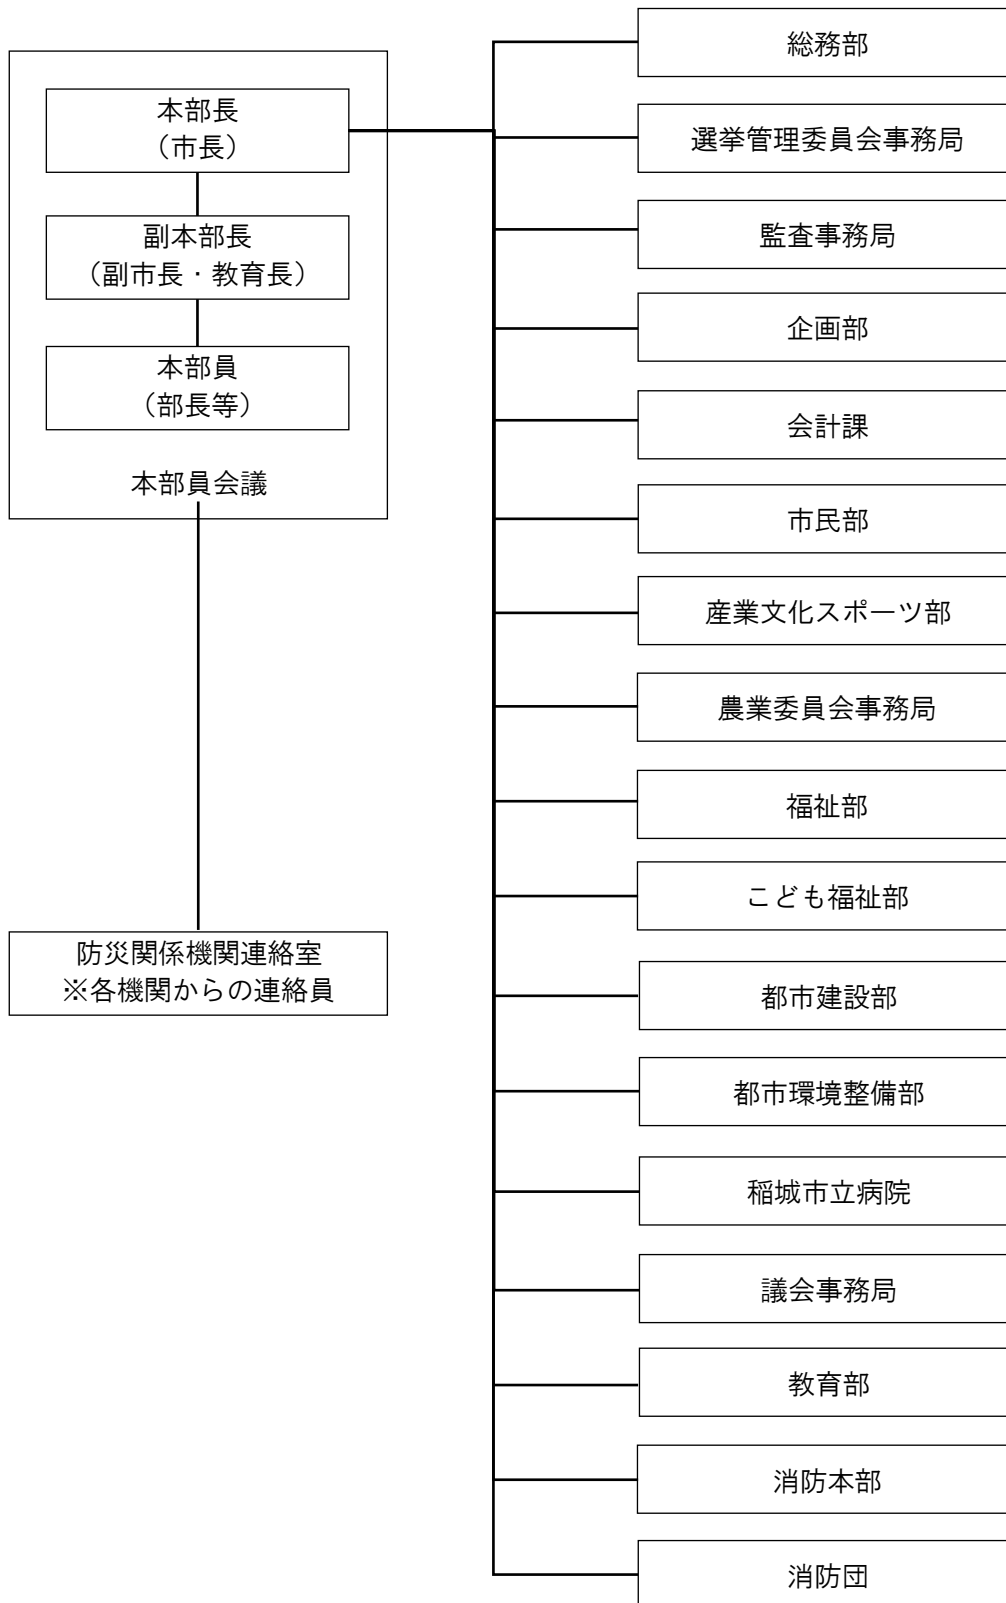 本部長
（市長）
副本部長
（副市長・教育長）
本部員
（部長等）
本部員会議
防災関係機関連絡室
※各機関からの連絡員
総務部
選挙管理委員会事務局
監査事務局
企画部
会計課
市民部
産業文化スポーツ部
農業委員会事務局
福祉部
こども福祉部
都市建設部
都市環境整備部
稲城市立病院
議会事務局
教育部
消防本部
消防団